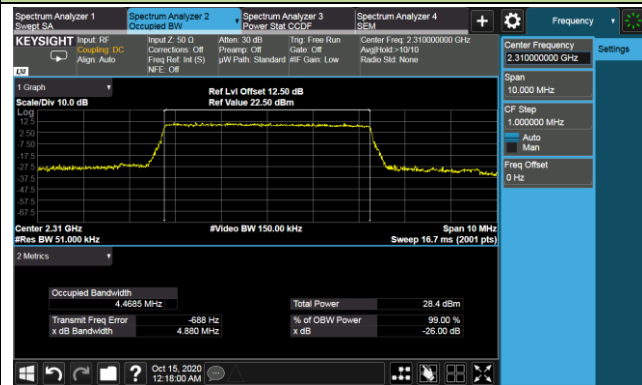 Spectrum Analyzer 1
Swept SA
Spectrum Analyzer 2
Occupied BW
Spectrum Analyzer 3
Power Stat CCDF
Spectrum Analyzer 4
SEM
Frequency
KEYSIGHT
Input: RF
Coupling: DC
Align: Auto
Input Z: 50 Ω
Corrections: Off
Freq Ref: Int (S)
NFE: Off
Atten: 30 dB
Preamp: Off
µW Path: Standard
Trig: Free Run
Gate: Off
#IF Gain: Low
Center Freq: 2.310000000 GHz
Avg|Hold:>10/10
Radio Std: None
LXI
Center Frequency
2.310000000 GHz
Settings
Span
10.000 MHz
CF Step
1.000000 MHz
Auto
Man
Freq Offset
0 Hz
1 Graph
Scale/Div 10.0 dB
Ref Lvl Offset 12.50 dB
Ref Value 22.50 dBm
Log
12.5
2.50
-7.50
-17.5
-27.5
-37.5
-47.5
-57.5
-67.5
Center 2.31 GHz
#Res BW 51.000 kHz
#Video BW 150.00 kHz
Span 10 MHz
Sweep 16.7 ms (2001 pts)
2 Metrics
Occupied Bandwidth
4.4685 MHz
Total Power 28.4 dBm
Transmit Freq Error -688 Hz
% of OBW Power 99.00 %
x dB Bandwidth 4.880 MHz
x dB -26.00 dB
?
Oct 15, 2020
12:18:00 AM